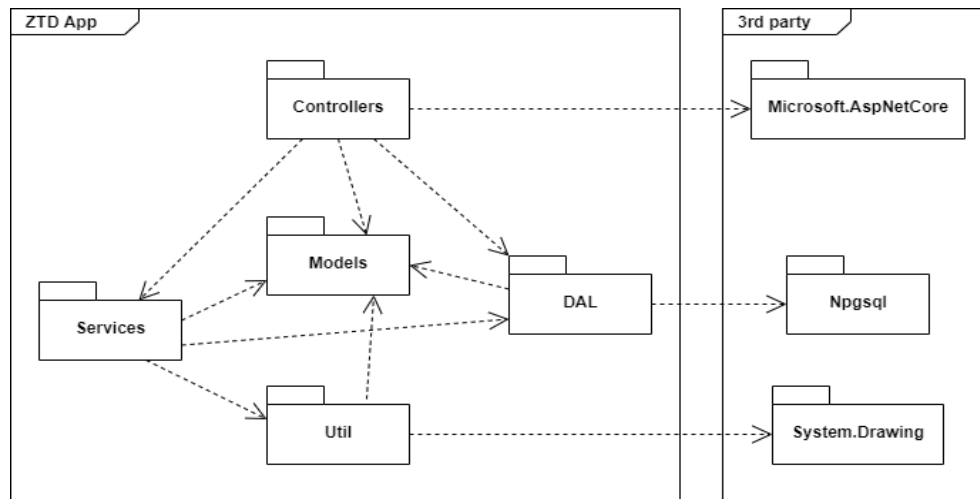 ZTD App
3rd party
Controllers
Microsoft.AspNetCore
Models
DAL
Npgsql
Services
Util
System.Drawing